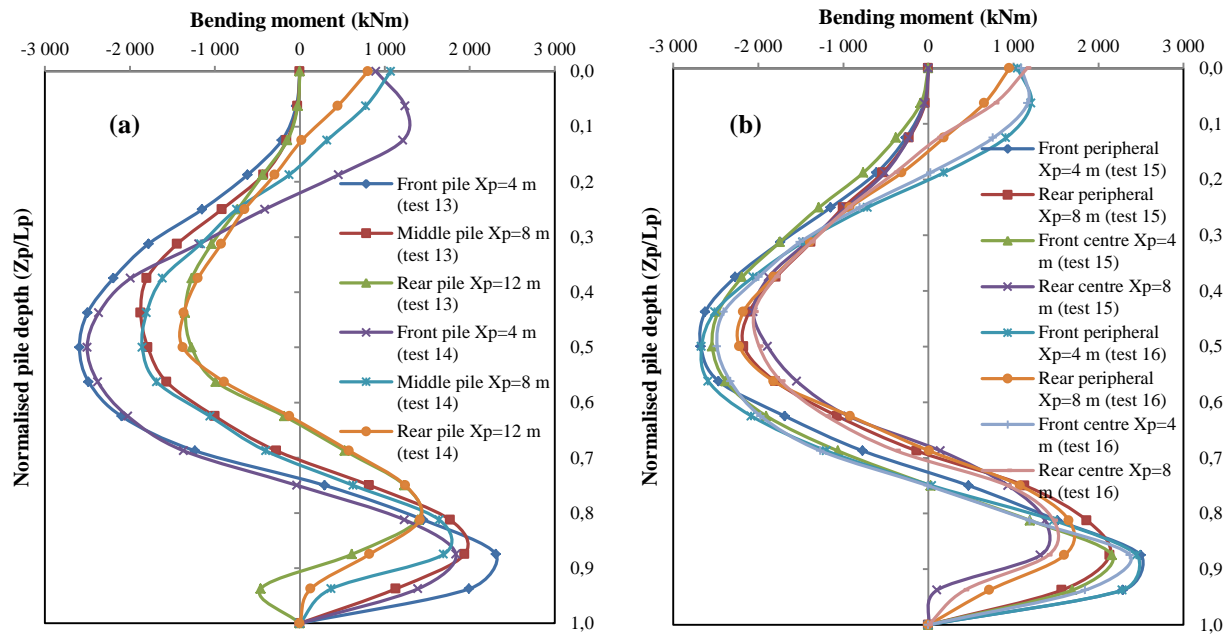 Bending moment (kNm)
-3 000 -2 000 -1 000 0 1 000 2 000 3 000
0,0
0,1
0,2
0,3
0,4
0,5
0,6
0,7
0,8
0,9
1,0
Normalised pile depth (Zp/Lp)
(a)
Front pile Xp=4 m
(test 13)
Middle pile Xp=8 m
(test 13)
Rear pile Xp=12 m
(test 13)
Front pile Xp=4 m
(test 14)
Middle pile Xp=8 m
(test 14)
Rear pile Xp=12 m
(test 14)
Bending moment (kNm)
-3 000 -2 000 -1 000 0 1 000 2 000 3 000
0,0
0,1
0,2
0,3
0,4
0,5
0,6
0,7
0,8
0,9
1,0
Normalised pile depth (Zp/Lp)
(b)
Front peripheral
Xp=4 m (test 15)
Rear peripheral
Xp=8 m (test 15)
Front centre Xp=4
m (test 15)
Rear centre Xp=8
m (test 15)
Front peripheral
Xp=4 m (test 16)
Rear peripheral
Xp=8 m (test 16)
Front centre Xp=4
m (test 16)
Rear centre Xp=8
m (test 16)